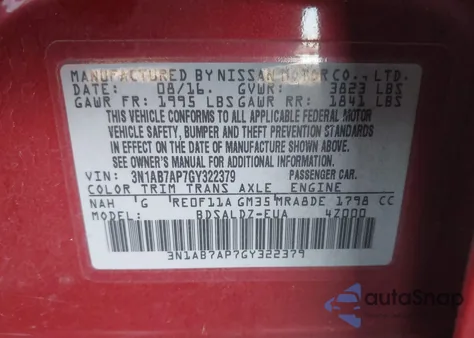 MANUFACTURED BY NISSAN MOTOR CO., LTD.
DATE: 08/16. GVWR: 3823 LBS
GAWR FR: 1995 LBS GAWR RR: 1841 LBS
THIS VEHICLE CONFORMS TO ALL APPLICABLE FEDERAL MOTOR
VEHICLE SAFETY, BUMPER AND THEFT PREVENTION STANDARDS
IN EFFECT ON THE DATE OF MANUFACTURE SHOWN ABOVE.
SEE OWNER'S MANUAL FOR ADDITIONAL INFORMATION.
VIN: 3N1AB7AP7GY322379 PASSENGER CAR.
COLOR TRIM TRANS AXLE ENGINE
NAH G RE0F11A GM35 MRA8DE 1798 CC
BDSALDZ-EUA 4Z000
3N1AB7AP7GY322379
autoSnap